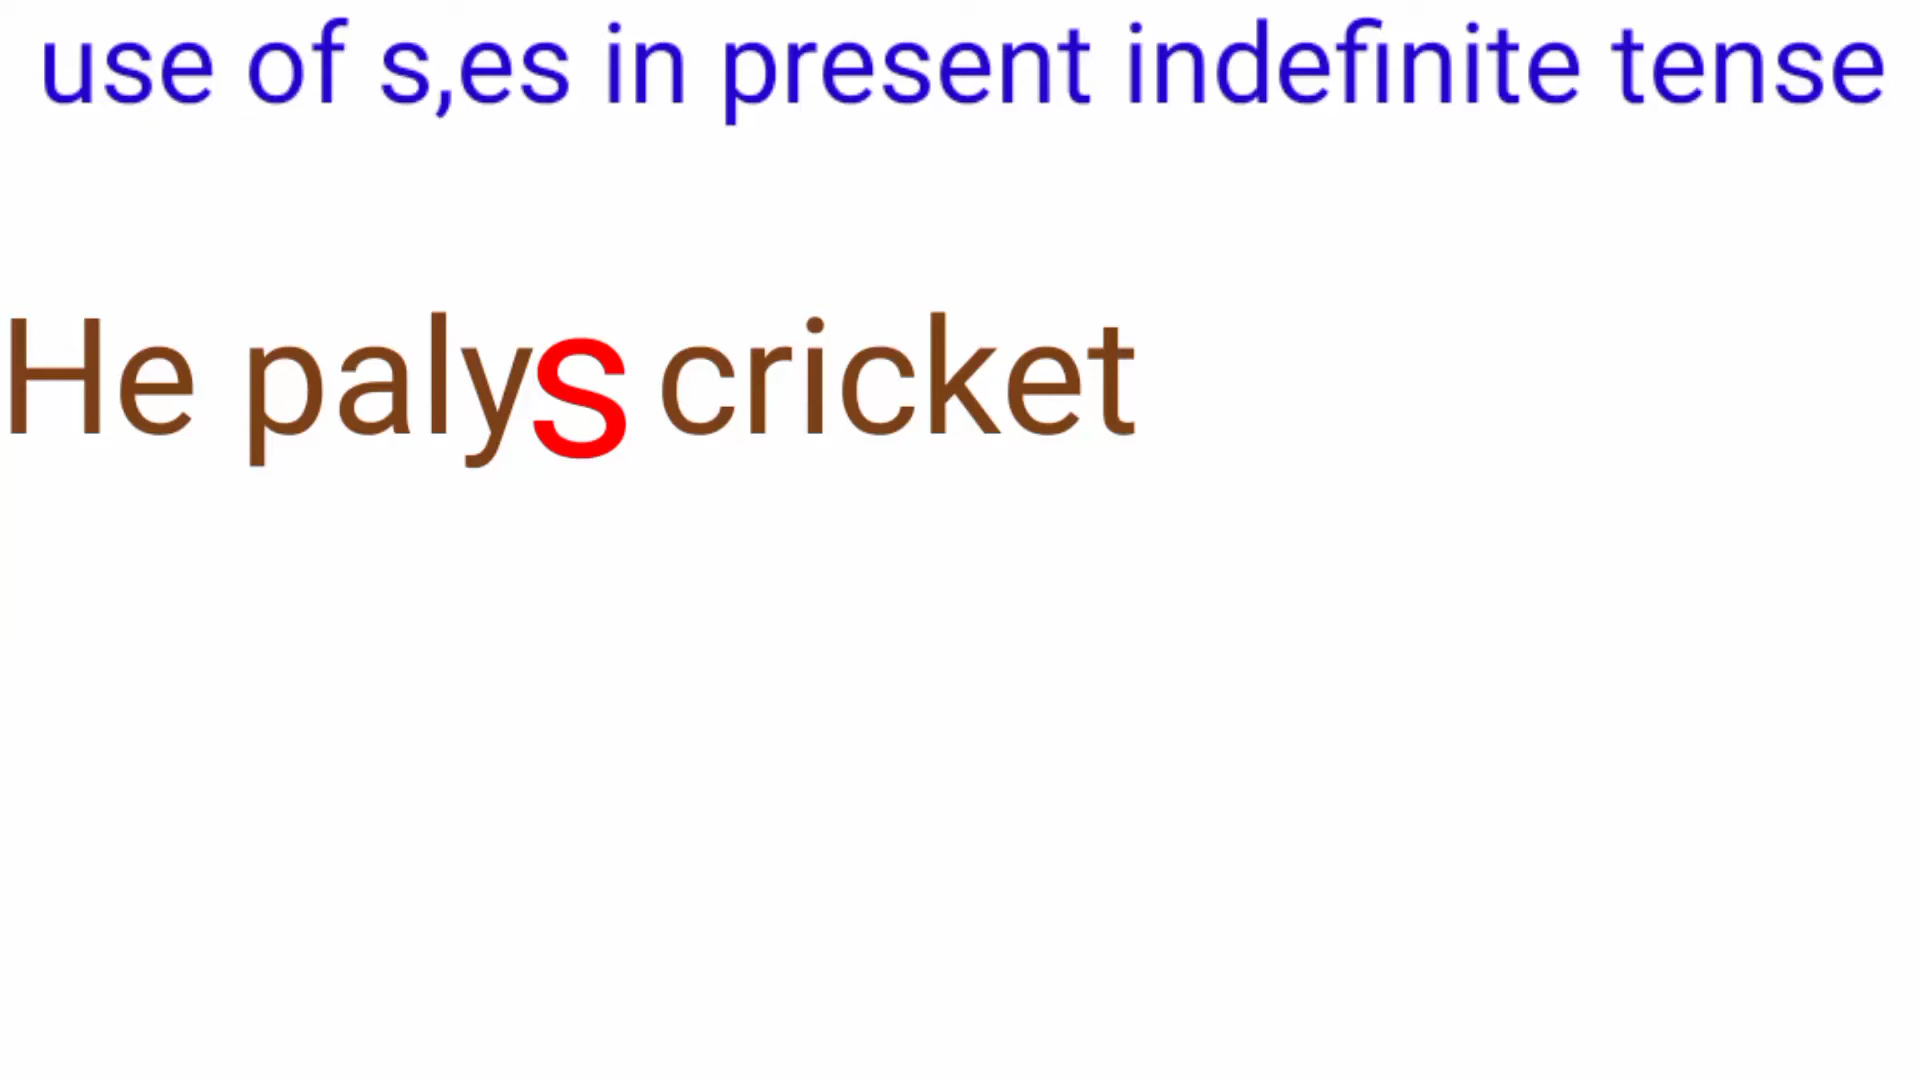 use of s,es in present indefinite tense
He palys cricket